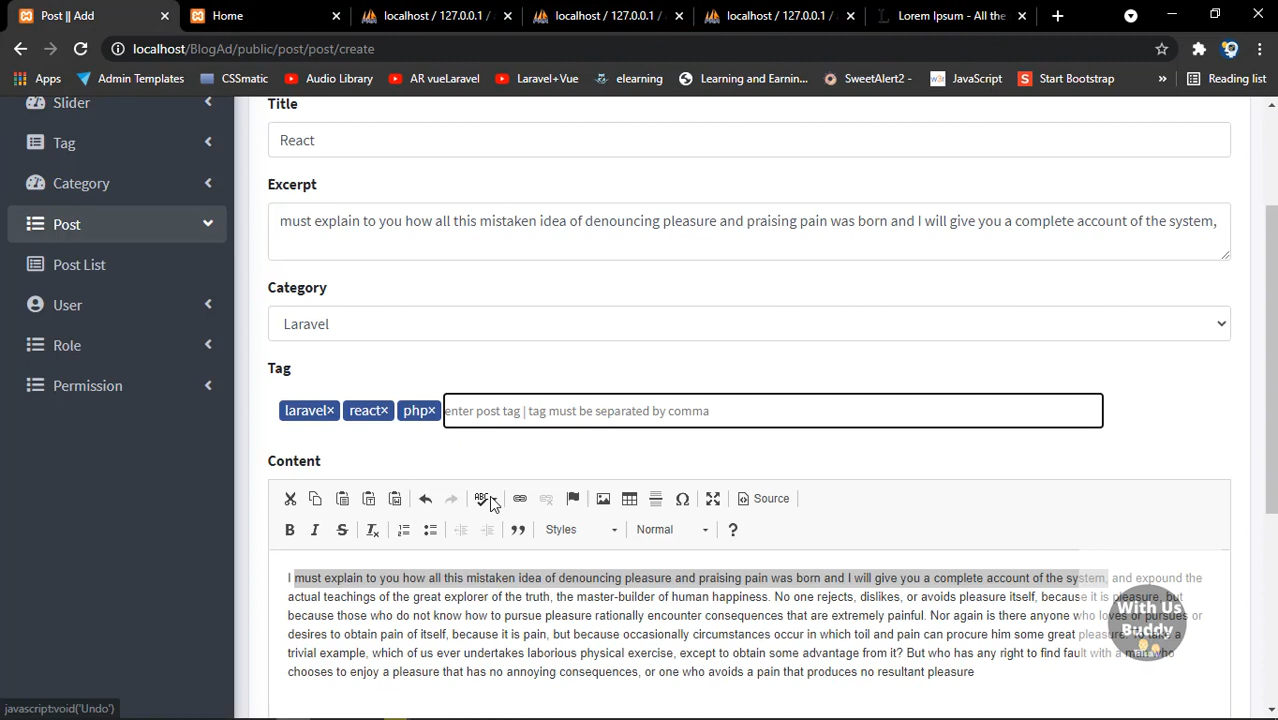 Post || Add
Home
localhost / 127.0.0.1 /
localhost / 127.0.0.1 /
localhost / 127.0.0.1 /
Lorem Ipsum - All the
localhost/BlogAd/public/post/post/create
Apps
Admin Templates
CSSmatic
Audio Library
AR vueLaravel
Laravel+Vue
elearning
Learning and Earnin...
SweetAlert2 -
JavaScript
Start Bootstrap
»
Reading list
Slider
Tag
Category
Post
Post List
User
Role
Permission
Title
React
Excerpt
must explain to you how all this mistaken idea of denouncing pleasure and praising pain was born and I will give you a complete account of the system,
Category
Laravel
Tag
laravel× react× php× enter post tag | tag must be separated by comma
Content
ABC Ω Source
B I S Tx Styles Normal ?
I must explain to you how all this mistaken idea of denouncing pleasure and praising pain was born and I will give you a complete account of the system, and expound the
actual teachings of the great explorer of the truth, the master-builder of human happiness. No one rejects, dislikes, or avoids pleasure itself, because it is pleasure, but
because those who do not know how to pursue pleasure rationally encounter consequences that are extremely painful. Nor again is there anyone who loves or pursues or
desires to obtain pain of itself, because it is pain, but because occasionally circumstances occur in which toil and pain can procure him some great pleasure. To take a
trivial example, which of us ever undertakes laborious physical exercise, except to obtain some advantage from it? But who has any right to find fault with a man who
chooses to enjoy a pleasure that has no annoying consequences, or one who avoids a pain that produces no resultant pleasure
With Us
Buddy
javascript:void('Undo')